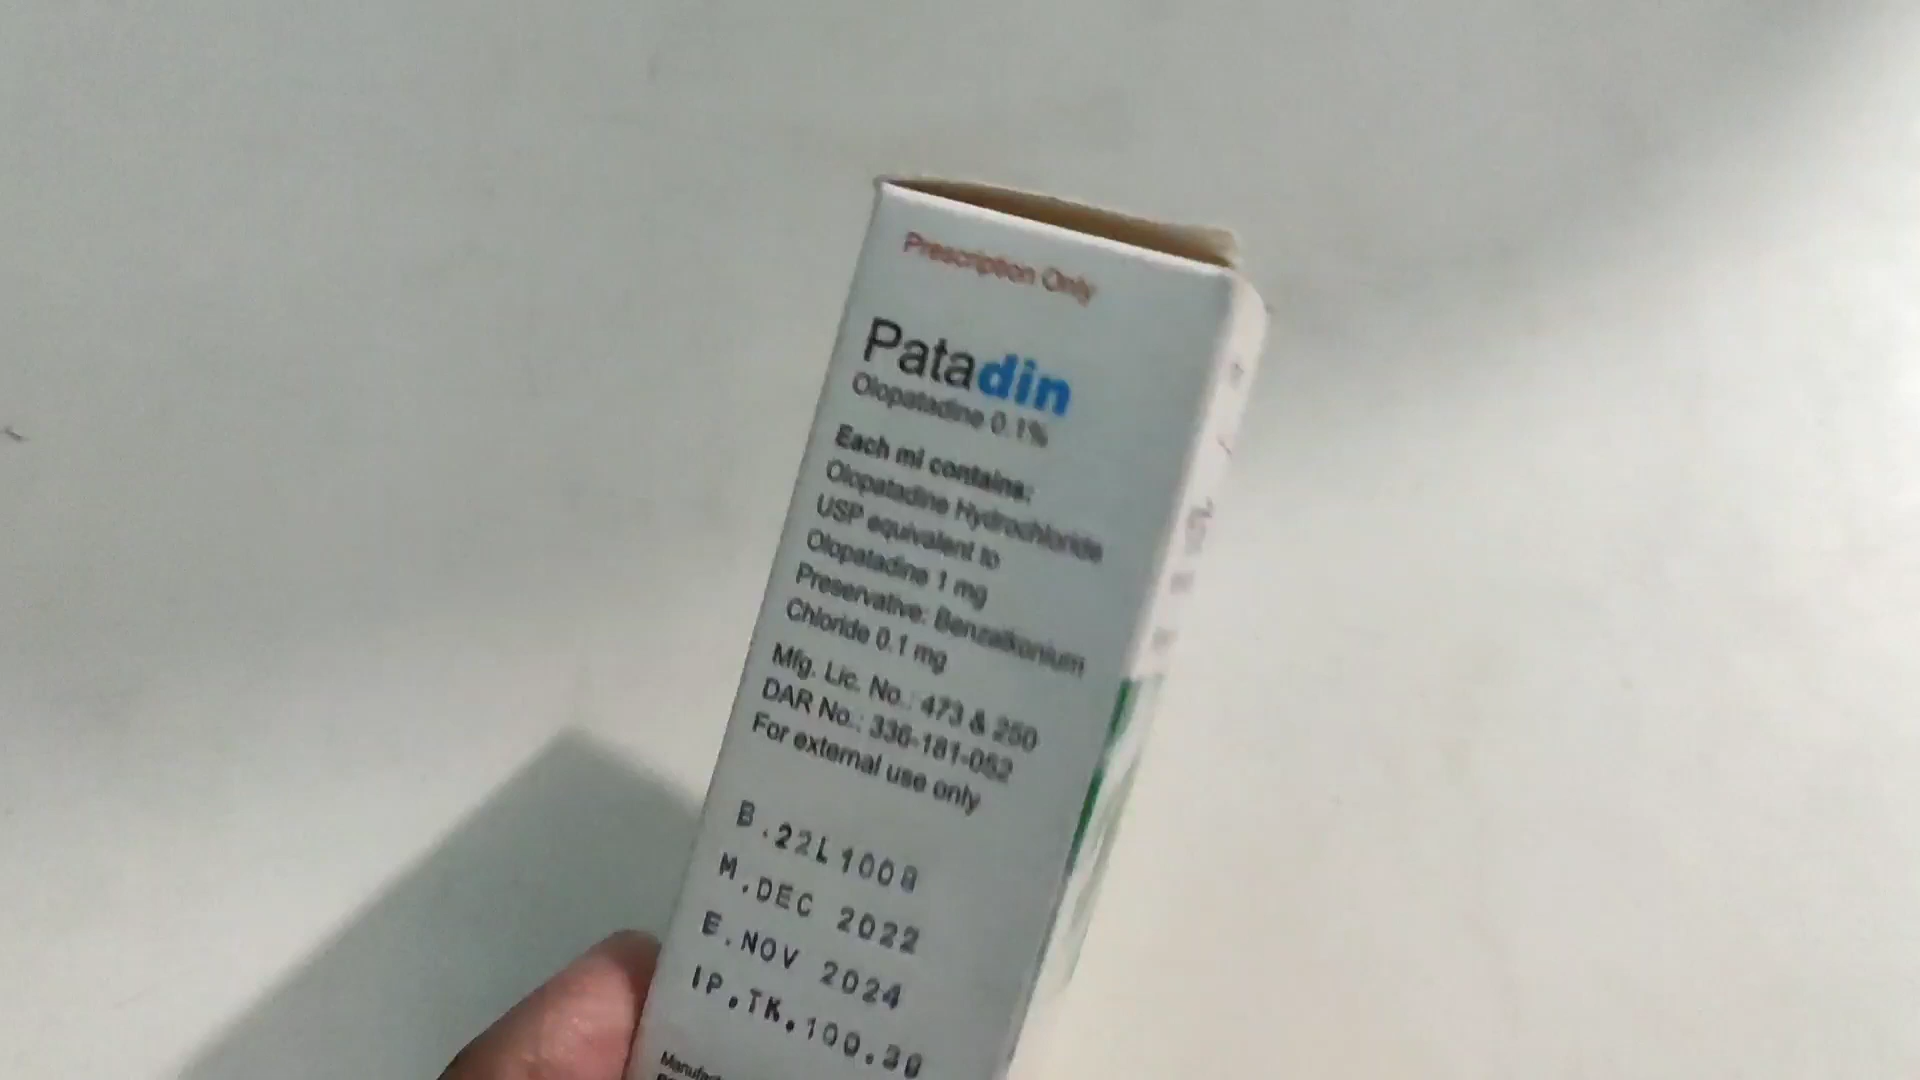 Prescription Only
Patadin
Olopatadine 0.1%
Each ml contains:
Olopatadine Hydrochloride
USP equivalent to
Olopatadine 1 mg
Preservative: Benzalkonium
Chloride 0.1 mg
Mfg. Lic. No.: 473 & 250
DAR No.: 336-181-052
For external use only
B.22L1008
M.DEC 2022
E.NOV 2024
IP.TK.100.30